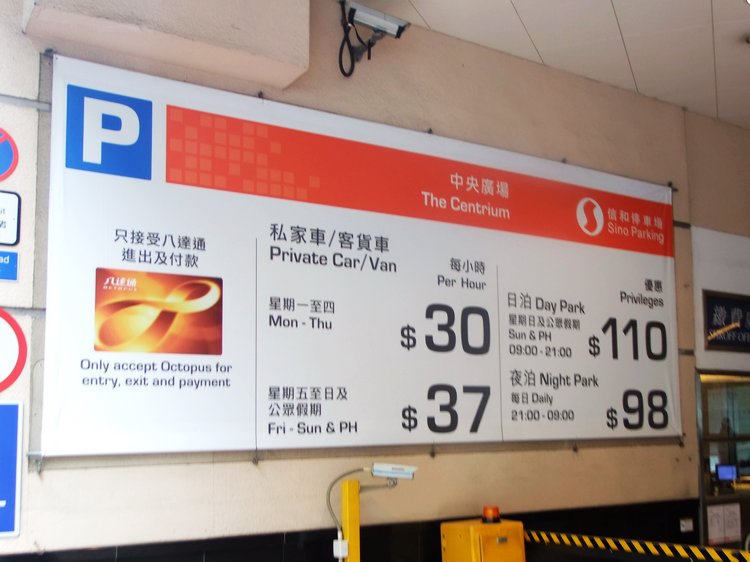 P
中央廣場
The Centrium
信和停車場
Sino Parking
只接受八達通
進出及付款
八達通
OCTOPUS
Only accept Octopus for
entry, exit and payment
私家車/客貨車
Private Car/Van
每小時
Per Hour
星期一至四
Mon - Thu
$30
星期五至日及
公眾假期
Fri - Sun & PH
$37
優惠
Privileges
日泊 Day Park
星期日及公眾假期
Sun & PH
09:00 - 21:00
$110
夜泊 Night Park
每日 Daily
21:00 - 09:00
$98
繳費
SHROFF